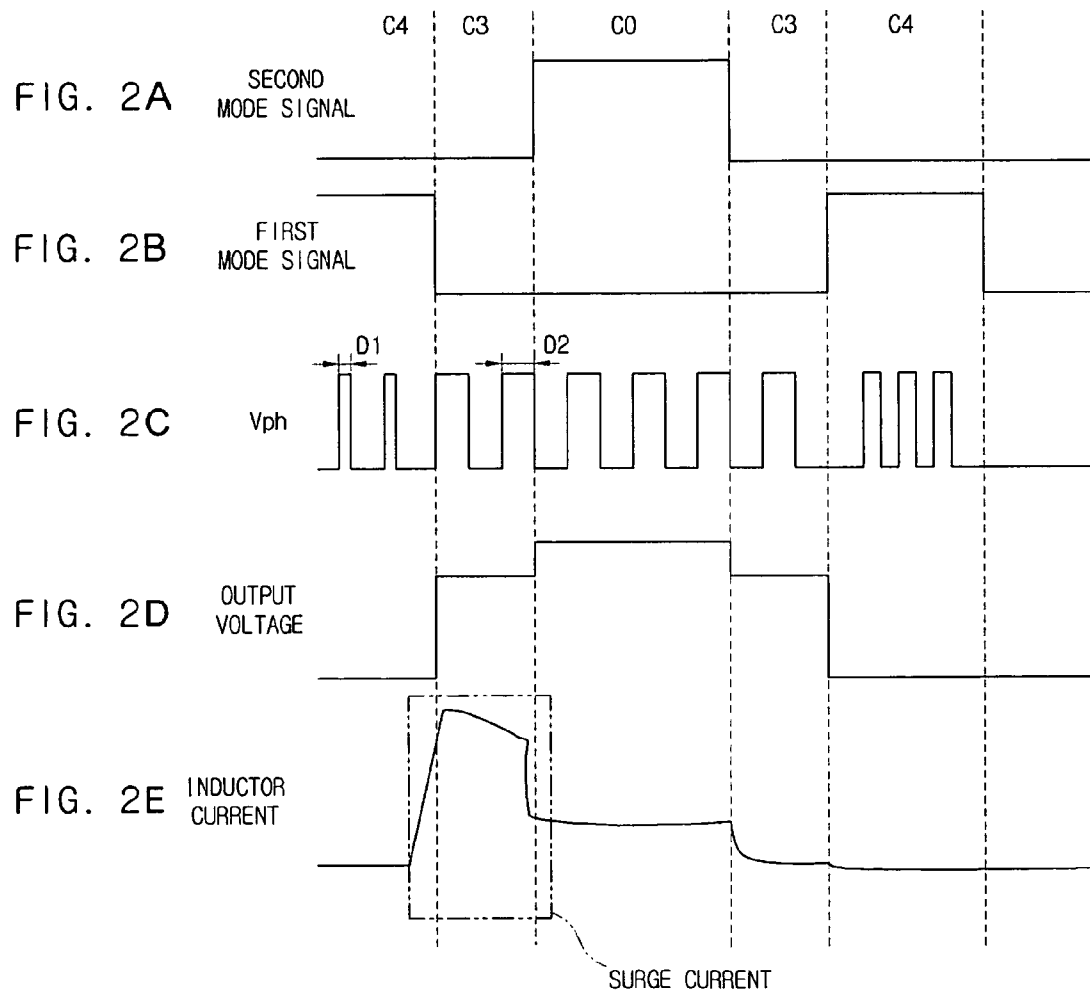 C4 C3 C0 C3 C4
FIG. 2A
SECOND
MODE SIGNAL
FIG. 2B
FIRST
MODE SIGNAL
D1 D2
FIG. 2C
Vph
FIG. 2D
OUTPUT
VOLTAGE
FIG. 2E
INDUCTOR
CURRENT
SURGE CURRENT